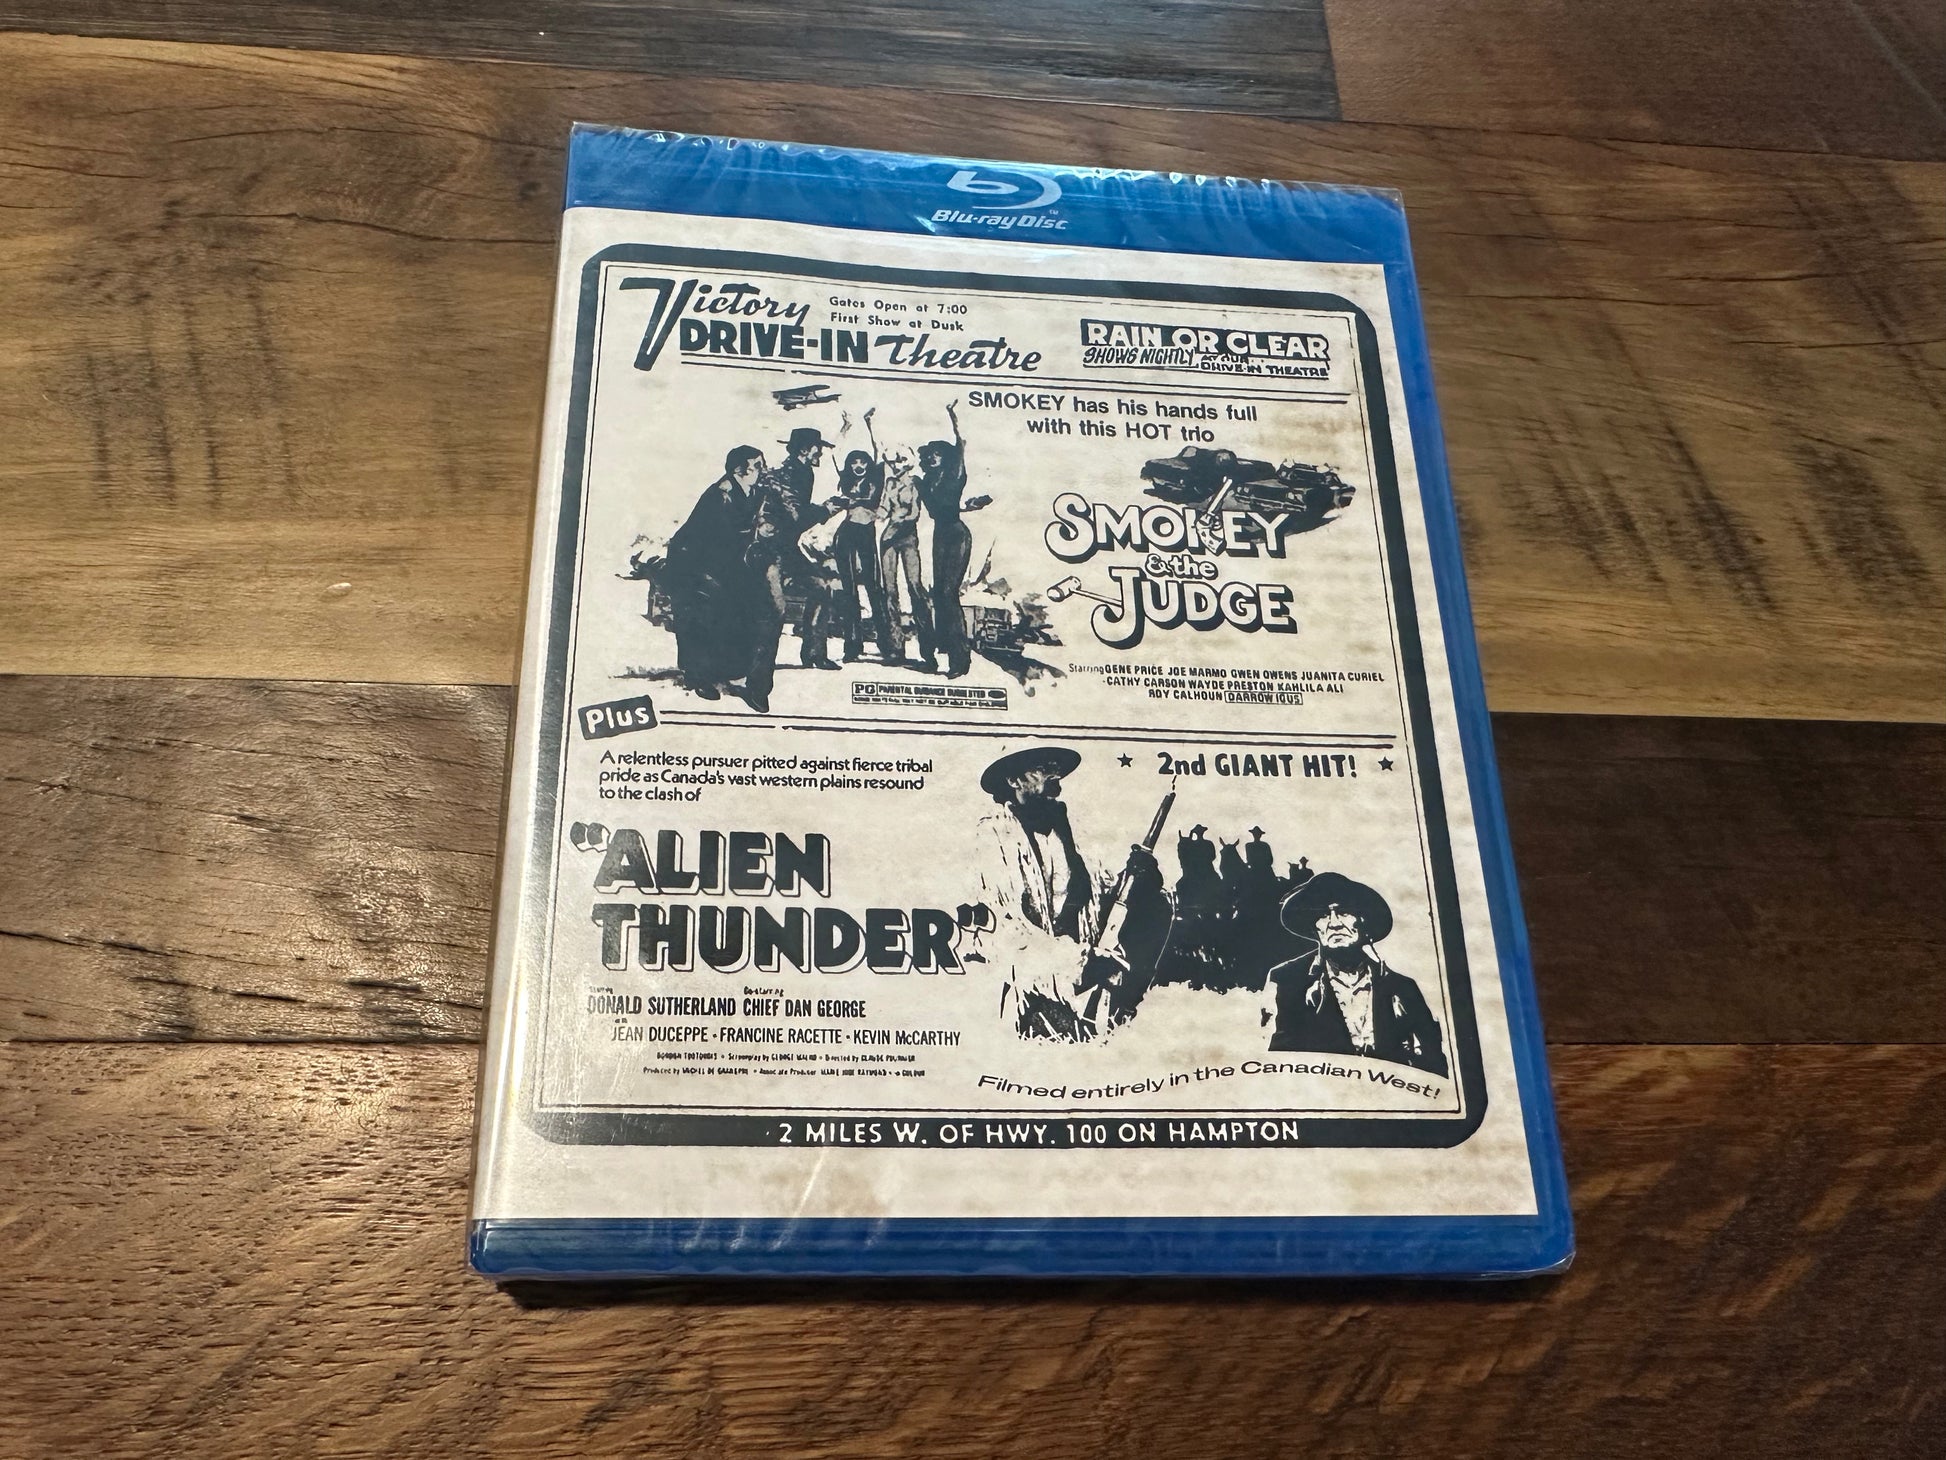 Blu-ray Disc™
Victory
DRIVE-IN Theatre
Gates Open at 7:00
First Show at Dusk
RAIN OR CLEAR
SHOWS NIGHTLY AT OUR
DRIVE-IN THEATRE
SMOKEY has his hands full
with this HOT trio
SMOKEY
& the
JUDGE
Starring GENE PRICE JOE MARMO GWEN OWENS JUANITA CURIEL
CATHY CARSON WAYDE PRESTON KAHLILA ALI
ROY CALHOUN
PG PARENTAL GUIDANCE SUGGESTED
Plus
A relentless pursuer pitted against fierce tribal
pride as Canada's vast western plains resound
to the clash of
★ 2nd GIANT HIT! ★
"ALIEN
THUNDER"
DONALD SUTHERLAND CHIEF DAN GEORGE
JEAN DUCEPPE • FRANCINE RACETTE • KEVIN McCARTHY
Filmed entirely in the Canadian West!
2 MILES W. OF HWY. 100 ON HAMPTON